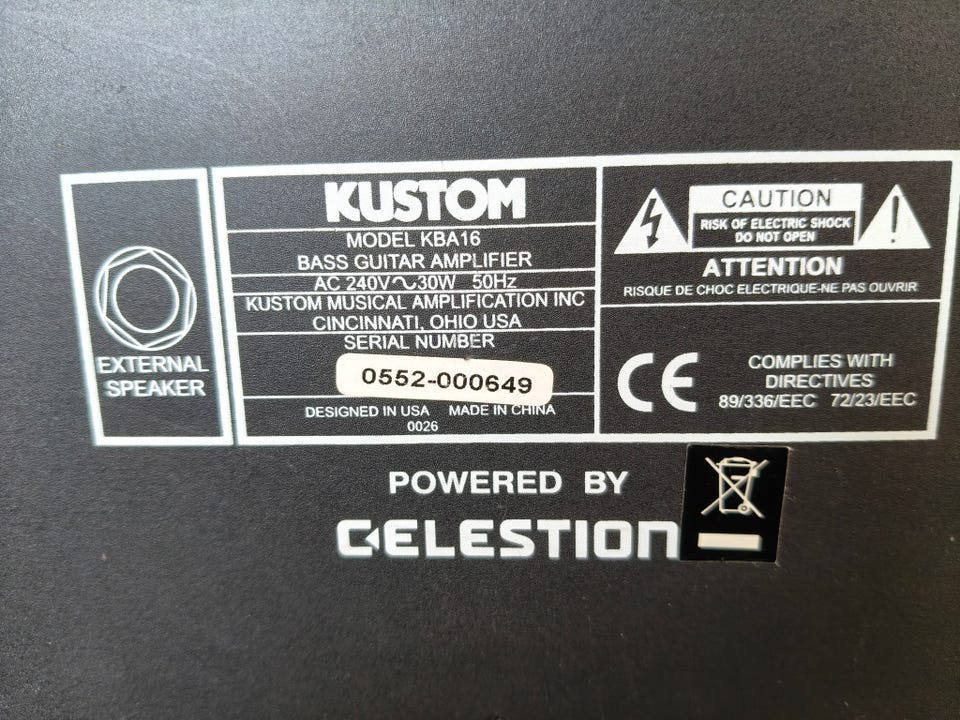 EXTERNAL
SPEAKER
KUSTOM
MODEL KBA16
BASS GUITAR AMPLIFIER
AC 240V~30W 50Hz
KUSTOM MUSICAL AMPLIFICATION INC
CINCINNATI, OHIO USA
SERIAL NUMBER
0552-000649
DESIGNED IN USA MADE IN CHINA
0026
CAUTION
RISK OF ELECTRIC SHOCK
DO NOT OPEN
ATTENTION
RISQUE DE CHOC ELECTRIQUE-NE PAS OUVRIR
CE
COMPLIES WITH
DIRECTIVES
89/336/EEC 72/23/EEC
POWERED BY
CELESTION